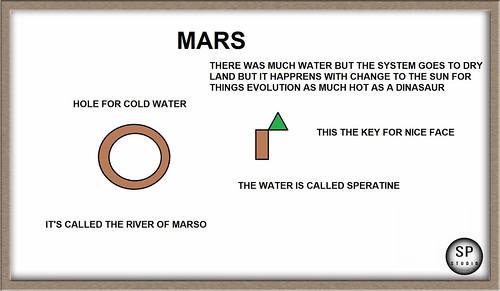 MARS
THERE WAS MUCH WATER BUT THE SYSTEM GOES TO DRY
LAND BUT IT HAPPRENS WITH CHANGE TO THE SUN FOR
THINGS EVOLUTION AS MUCH HOT AS A DINASAUR
HOLE FOR COLD WATER
THIS THE KEY FOR NICE FACE
THE WATER IS CALLED SPERATINE
IT'S CALLED THE RIVER OF MARSO
SP
STUDIO